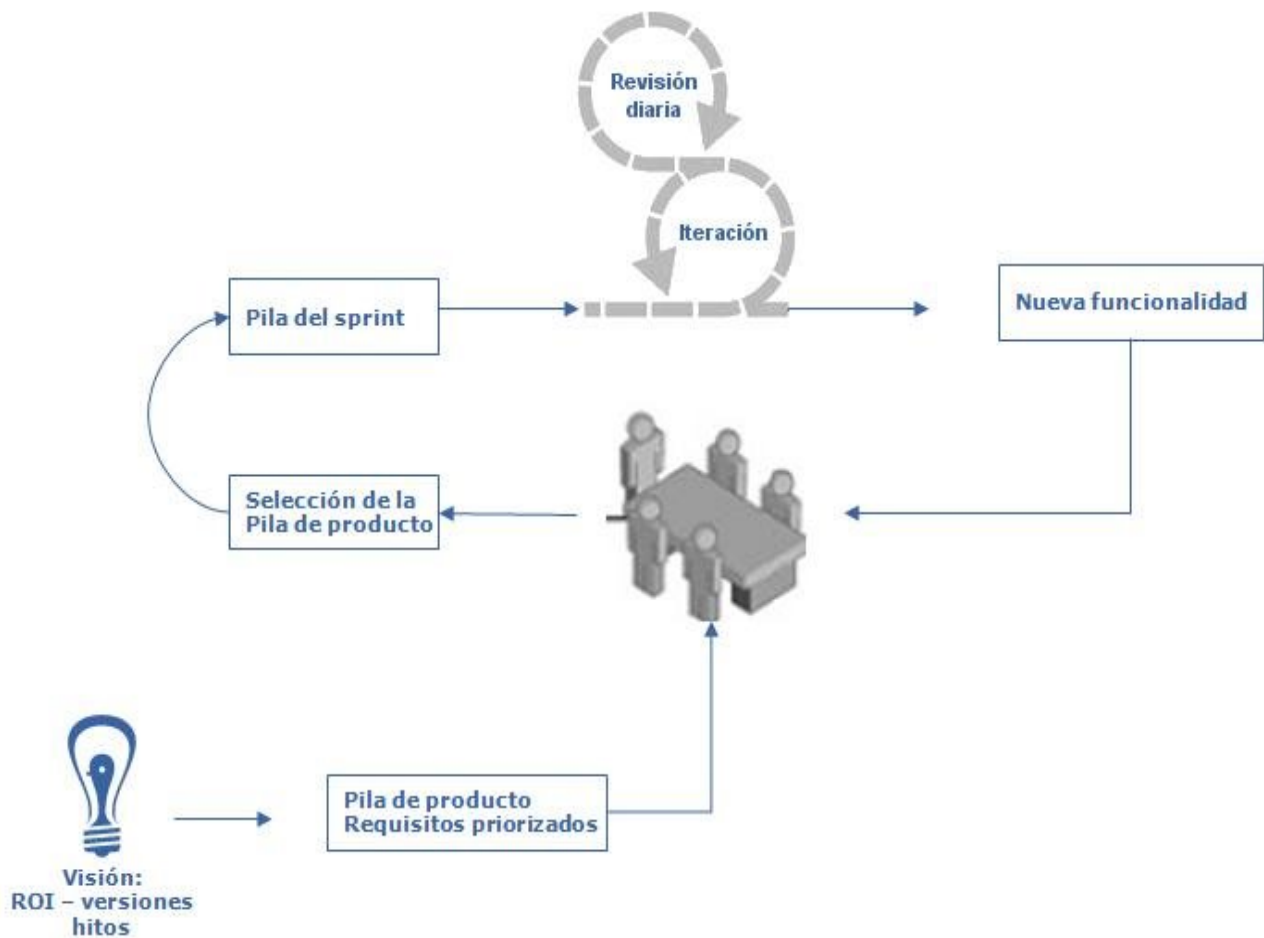 Revisión
diaria
Iteración
Pila del sprint
Nueva funcionalidad
Selección de la
Pila de producto
Pila de producto
Requisitos priorizados
Visión:
ROI – versiones
hitos